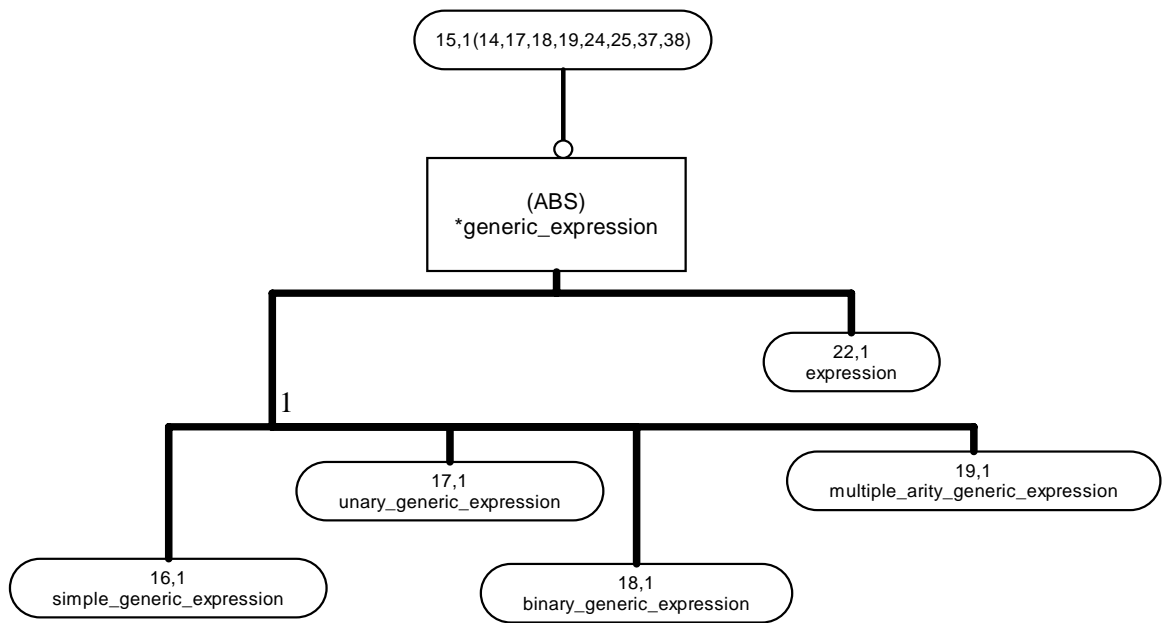 15,1(14,17,18,19,24,25,37,38)
(ABS)
*generic_expression
22,1
expression
1
17,1
unary_generic_expression
19,1
multiple_arity_generic_expression
16,1
simple_generic_expression
18,1
binary_generic_expression